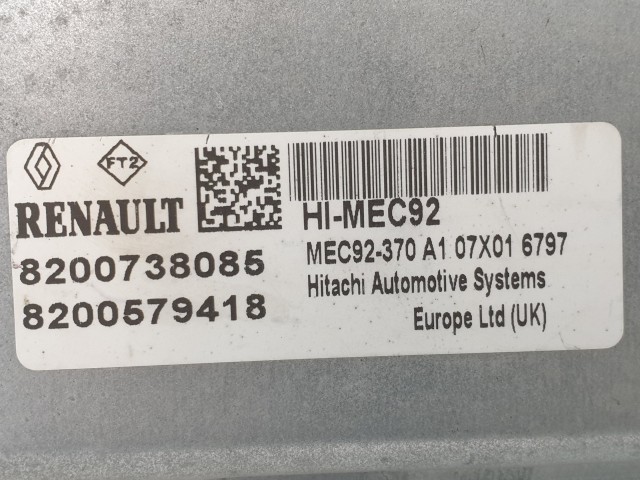 FT2
RENAULT
8200738085
8200579418
HI-MEC92
MEC92-370 A1 07X01 6797
Hitachi Automotive Systems
Europe Ltd (UK)